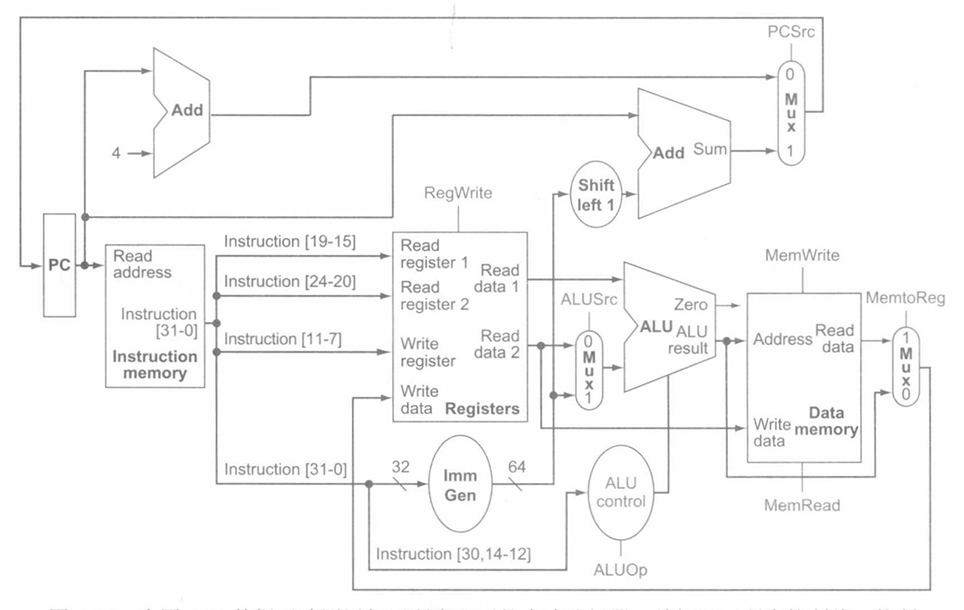 PCSrc
0
Mux
1
Add
4
Add Sum
Shift
left 1
RegWrite
PC
Read
address
Instruction
[31-0]
Instruction
memory
Instruction [19-15]
Instruction [24-20]
Instruction [11-7]
Instruction [31-0]
Read
register 1
Read
data 1
Read
register 2
Read
data 2
Write
register
Write
data
Registers
ALUSrc
0
Mux
1
Zero
ALU
ALU
result
MemWrite
Address
Read
data
Write
data
Data
memory
MemRead
MemtoReg
1
Mux
0
32
Imm
Gen
64
ALU
control
Instruction [30,14-12]
ALUOp